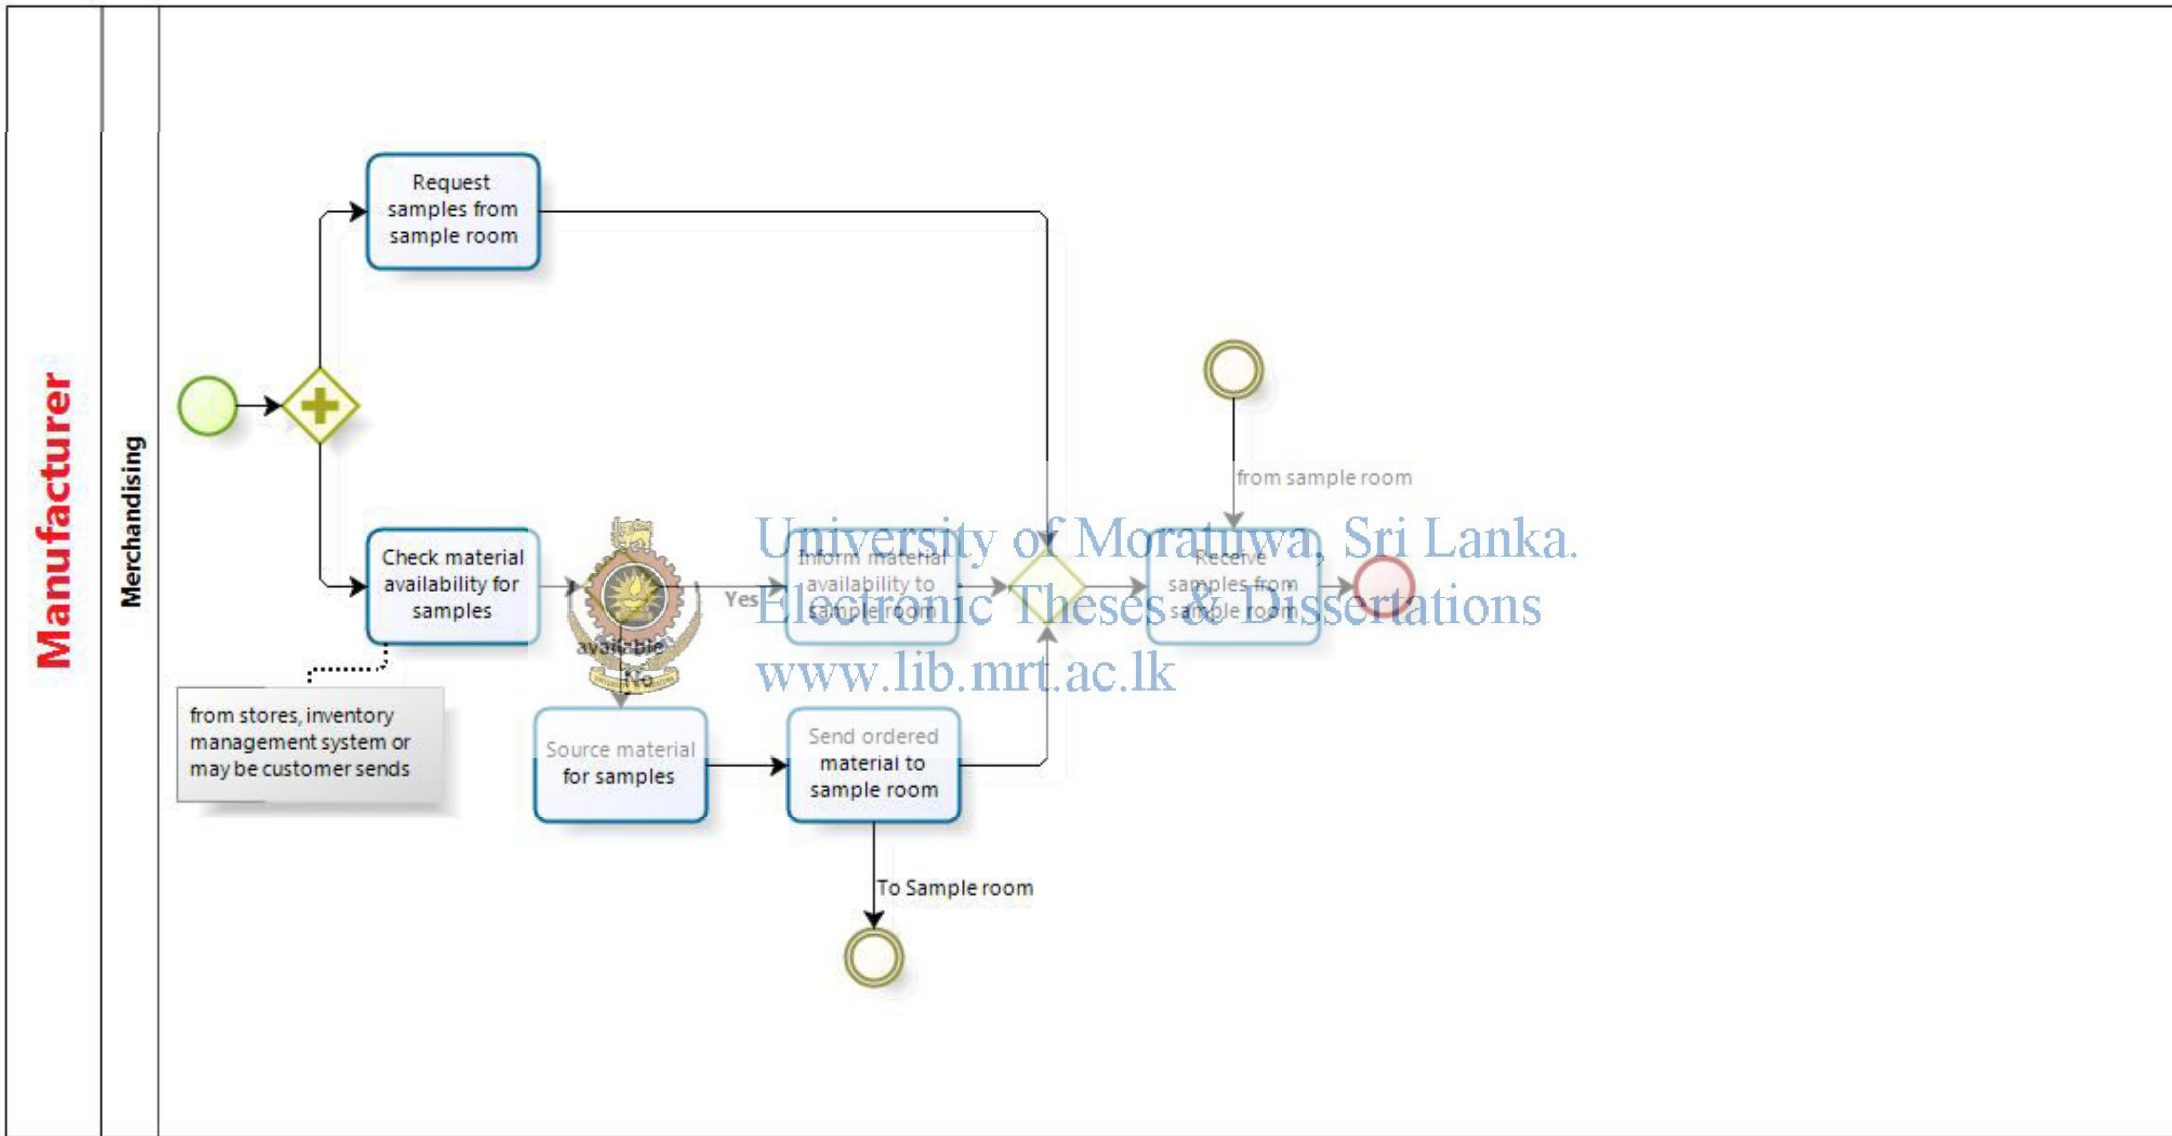 Manufacturer
Merchandising
Request
samples from
sample room
from sample room
Check material
availability for
samples
available
Yes
No
Inform material
availability to
sample room
Receive
samples from
sample room
University of Moratuwa, Sri Lanka.
Electronic Theses & Dissertations
www.lib.mrt.ac.lk
from stores, inventory
management system or
may be customer sends
Source material
for samples
Send ordered
material to
sample room
To Sample room